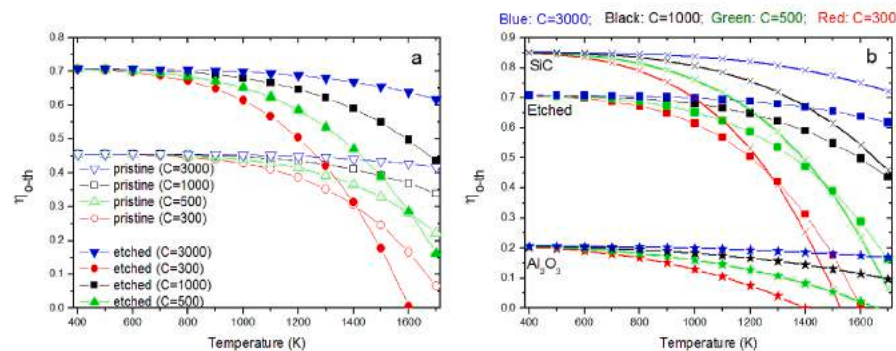 Blue: C=3000; Black: C=1000; Green: C=500; Red: C=300
a
0.8
0.7
0.6
0.5
0.4
0.3
0.2
0.1
0.0
ηo-th
pristine (C=3000)
pristine (C=1000)
pristine (C=500)
pristine (C=300)
etched (C=3000)
etched (C=300)
etched (C=1000)
etched (C=500)
400 600 800 1000 1200 1400 1600
Temperature (K)
b
0.9
0.8
0.7
0.6
0.5
0.4
0.3
0.2
0.1
0.0
ηo-th
SiC
Etched
Al2O3
400 600 800 1000 1200 1400 1600
Temperature (K)